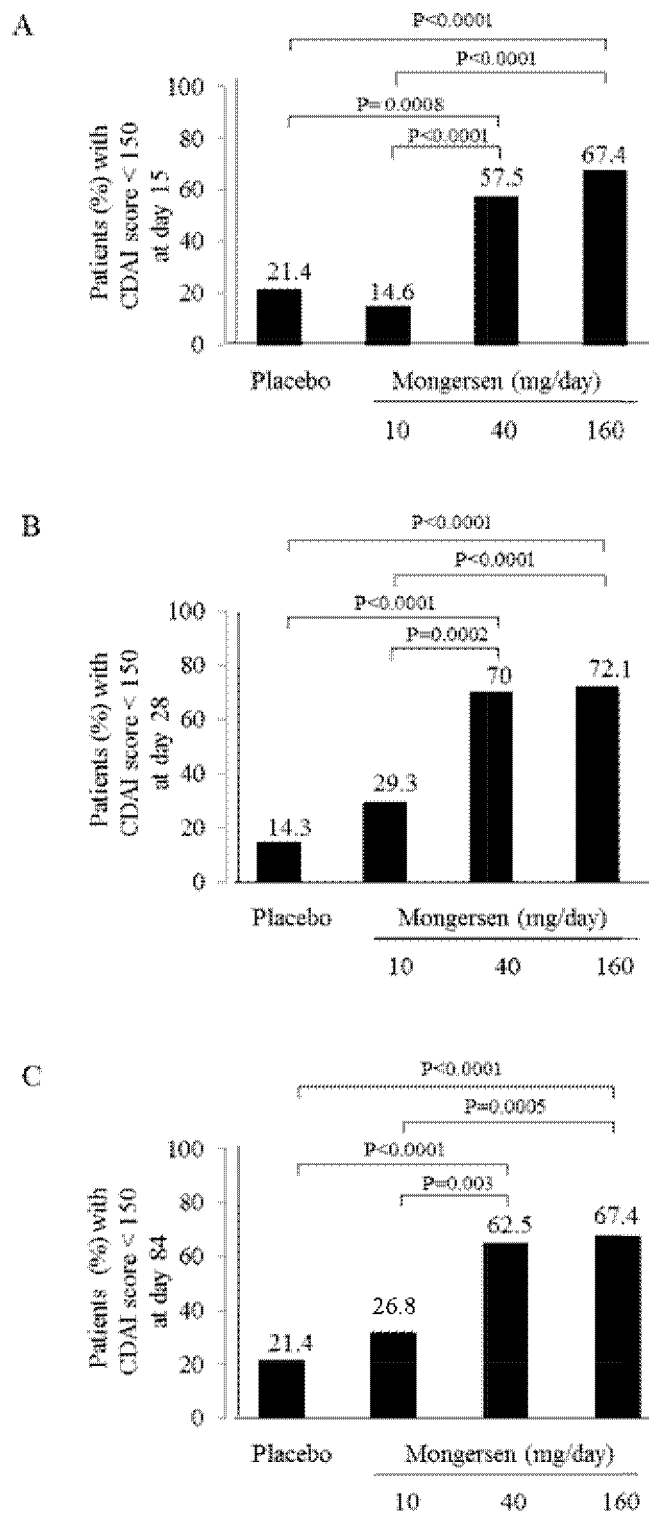 A
P<0.0001
P<0.0001
P= 0.0008
P<0.0001
Patients (%) with
CDAI score < 150
at day 15
100
80
60
40
20
0
21.4
14.6
57.5
67.4
Placebo
Mongersen (mg/day)
10 40 160
B
P<0.0001
P<0.0001
P<0.0001
P=0.0002
Patients (%) with
CDAI score < 150
at day 28
100
80
60
40
20
0
14.3
29.3
70
72.1
Placebo
Mongersen (mg/day)
10 40 160
C
P<0.0001
P=0.0005
P<0.0001
P=0.003
Patients (%) with
CDAI score < 150
at day 84
100
80
60
40
20
0
21.4
26.8
62.5
67.4
Placebo
Mongersen (mg/day)
10 40 160